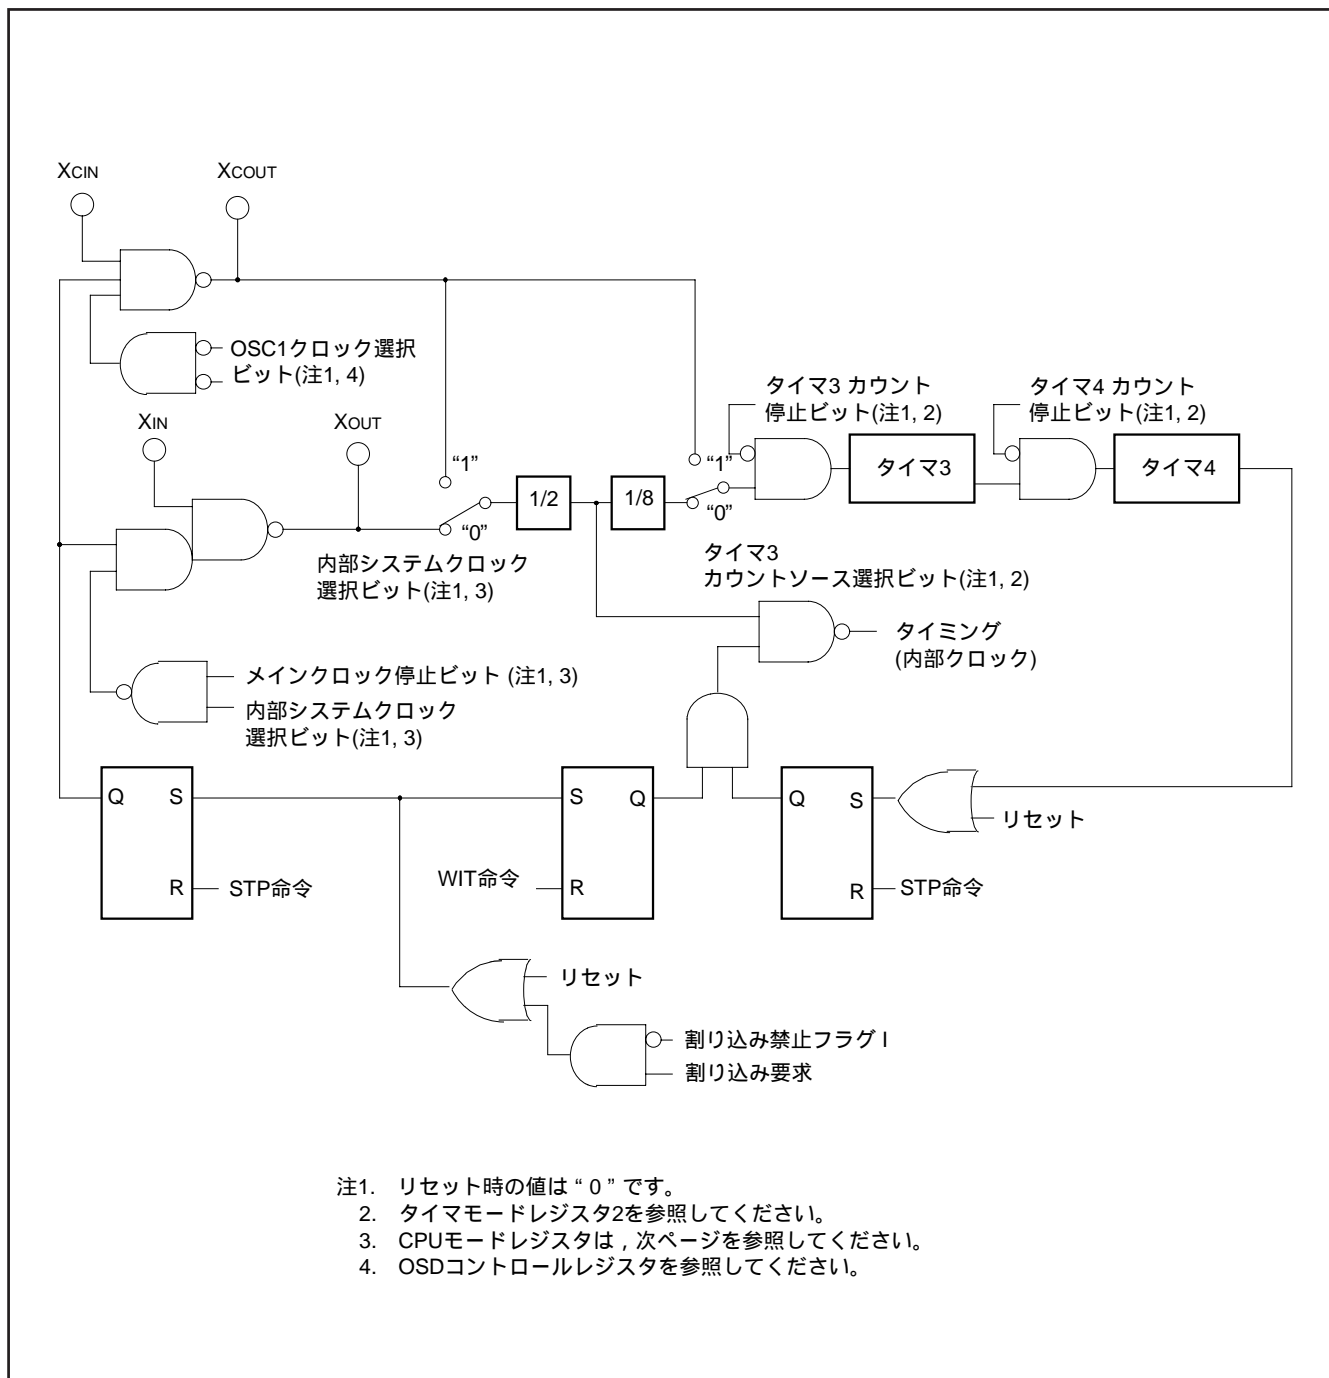 XCIN
XCOUT
OSC1クロック選択
ビット(注1, 4)
XIN
XOUT
“1”
“0”
内部システムクロック
選択ビット(注1, 3)
1/2
1/8
“1”
“0”
タイマ3 カウント
停止ビット(注1, 2)
タイマ3
タイマ4 カウント
停止ビット(注1, 2)
タイマ4
タイマ3
カウントソース選択ビット(注1, 2)
タイミング
(内部クロック)
メインクロック停止ビット (注1, 3)
内部システムクロック
選択ビット(注1, 3)
Q S
R
STP命令
S Q
R
WIT命令
Q S
R
STP命令
リセット
リセット
割り込み禁止フラグ I
割り込み要求
注1. リセット時の値は “ 0 ” です。
2. タイマモードレジスタ2を参照してください。
3. CPUモードレジスタは , 次ページを参照してください。
4. OSDコントロールレジスタを参照してください。